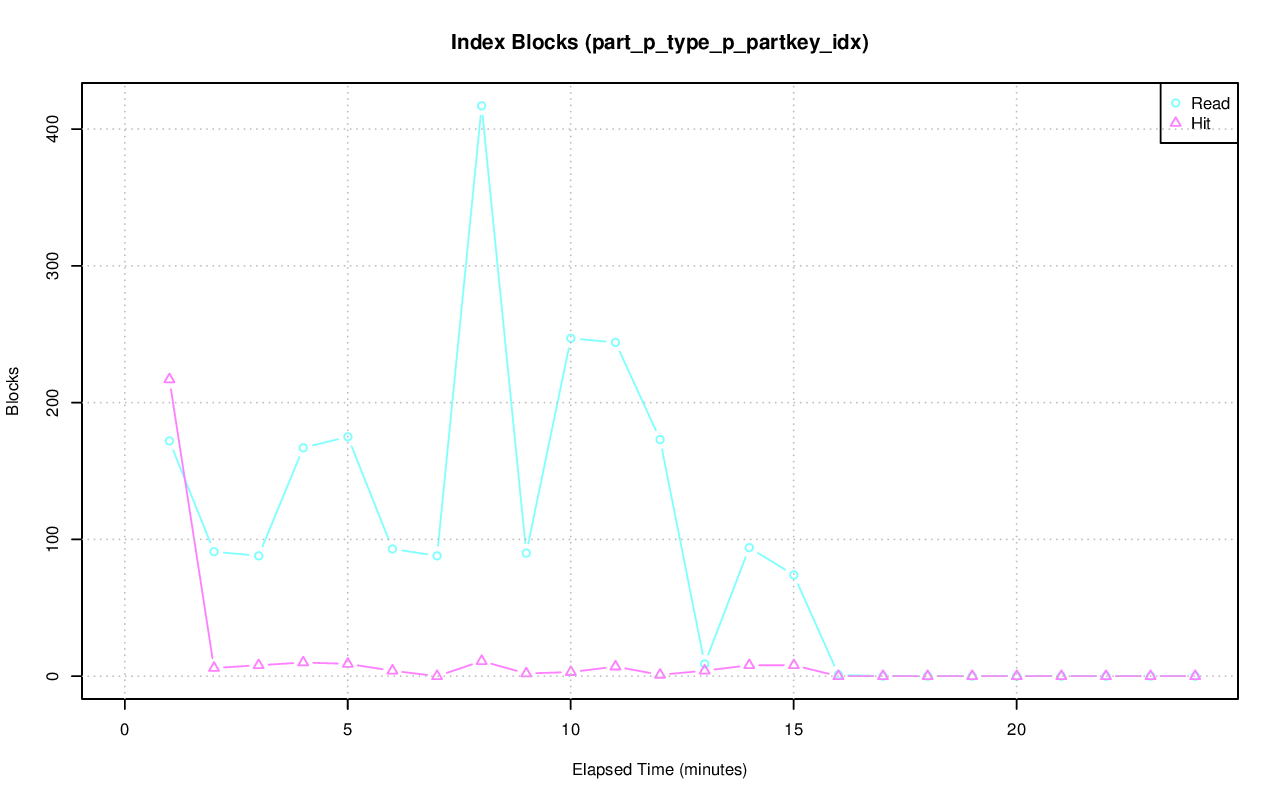 Index Blocks (part_p_type_p_partkey_idx)
Read
Hit
400
300
200
100
0
Blocks
0 5 10 15 20
Elapsed Time (minutes)